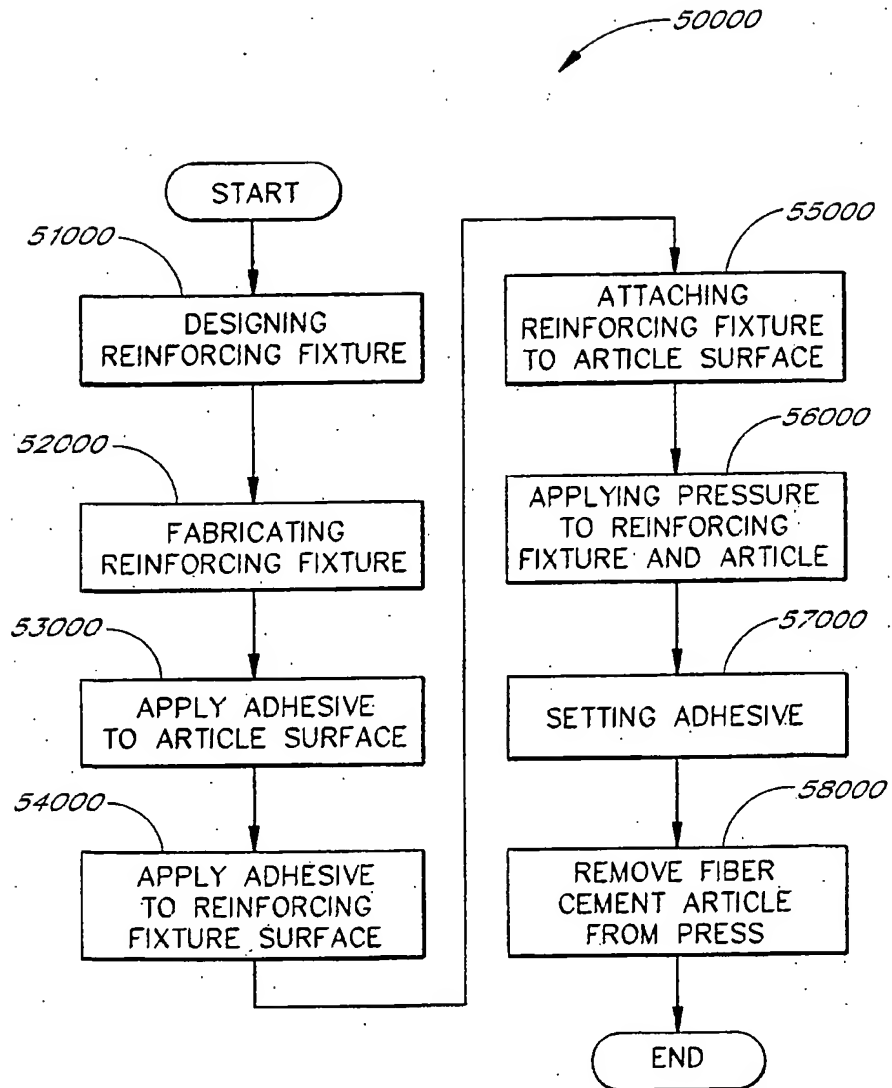 50000
START
51000
DESIGNING
REINFORCING FIXTURE
52000
FABRICATING
REINFORCING FIXTURE
53000
APPLY ADHESIVE
TO ARTICLE SURFACE
54000
APPLY ADHESIVE
TO REINFORCING
FIXTURE SURFACE
55000
ATTACHING
REINFORCING FIXTURE
TO ARTICLE SURFACE
56000
APPLYING PRESSURE
TO REINFORCING
FIXTURE AND ARTICLE
57000
SETTING ADHESIVE
58000
REMOVE FIBER
CEMENT ARTICLE
FROM PRESS
END